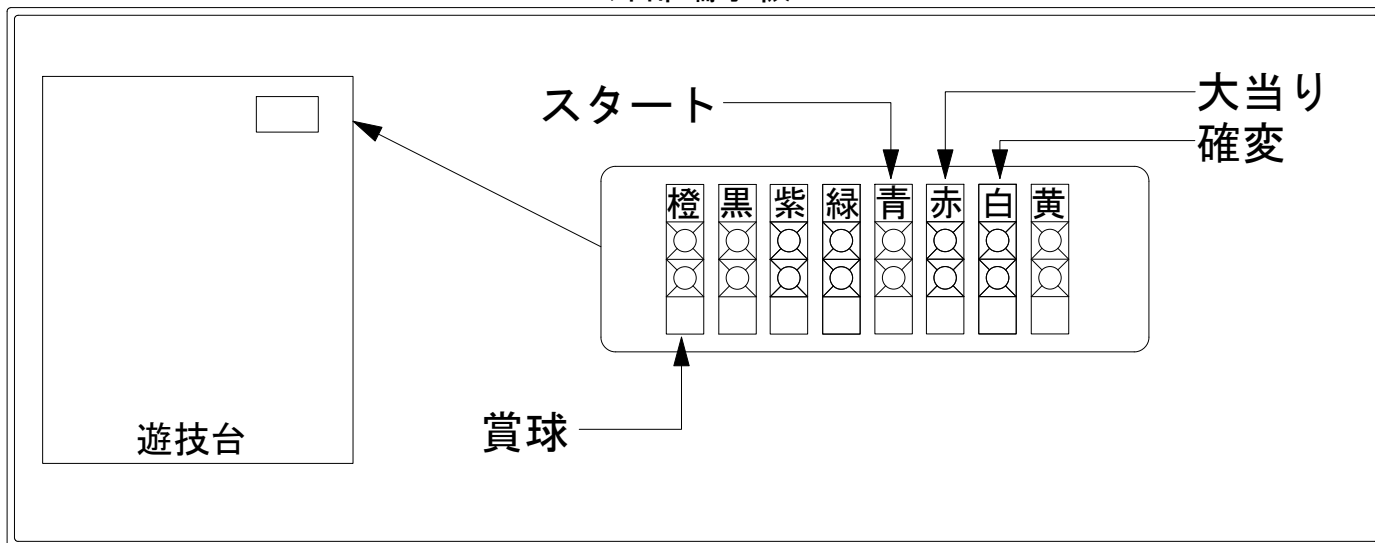 スタート
大当り
確変
橙 黒 紫 緑 青 赤 白 黄
賞球
遊技台